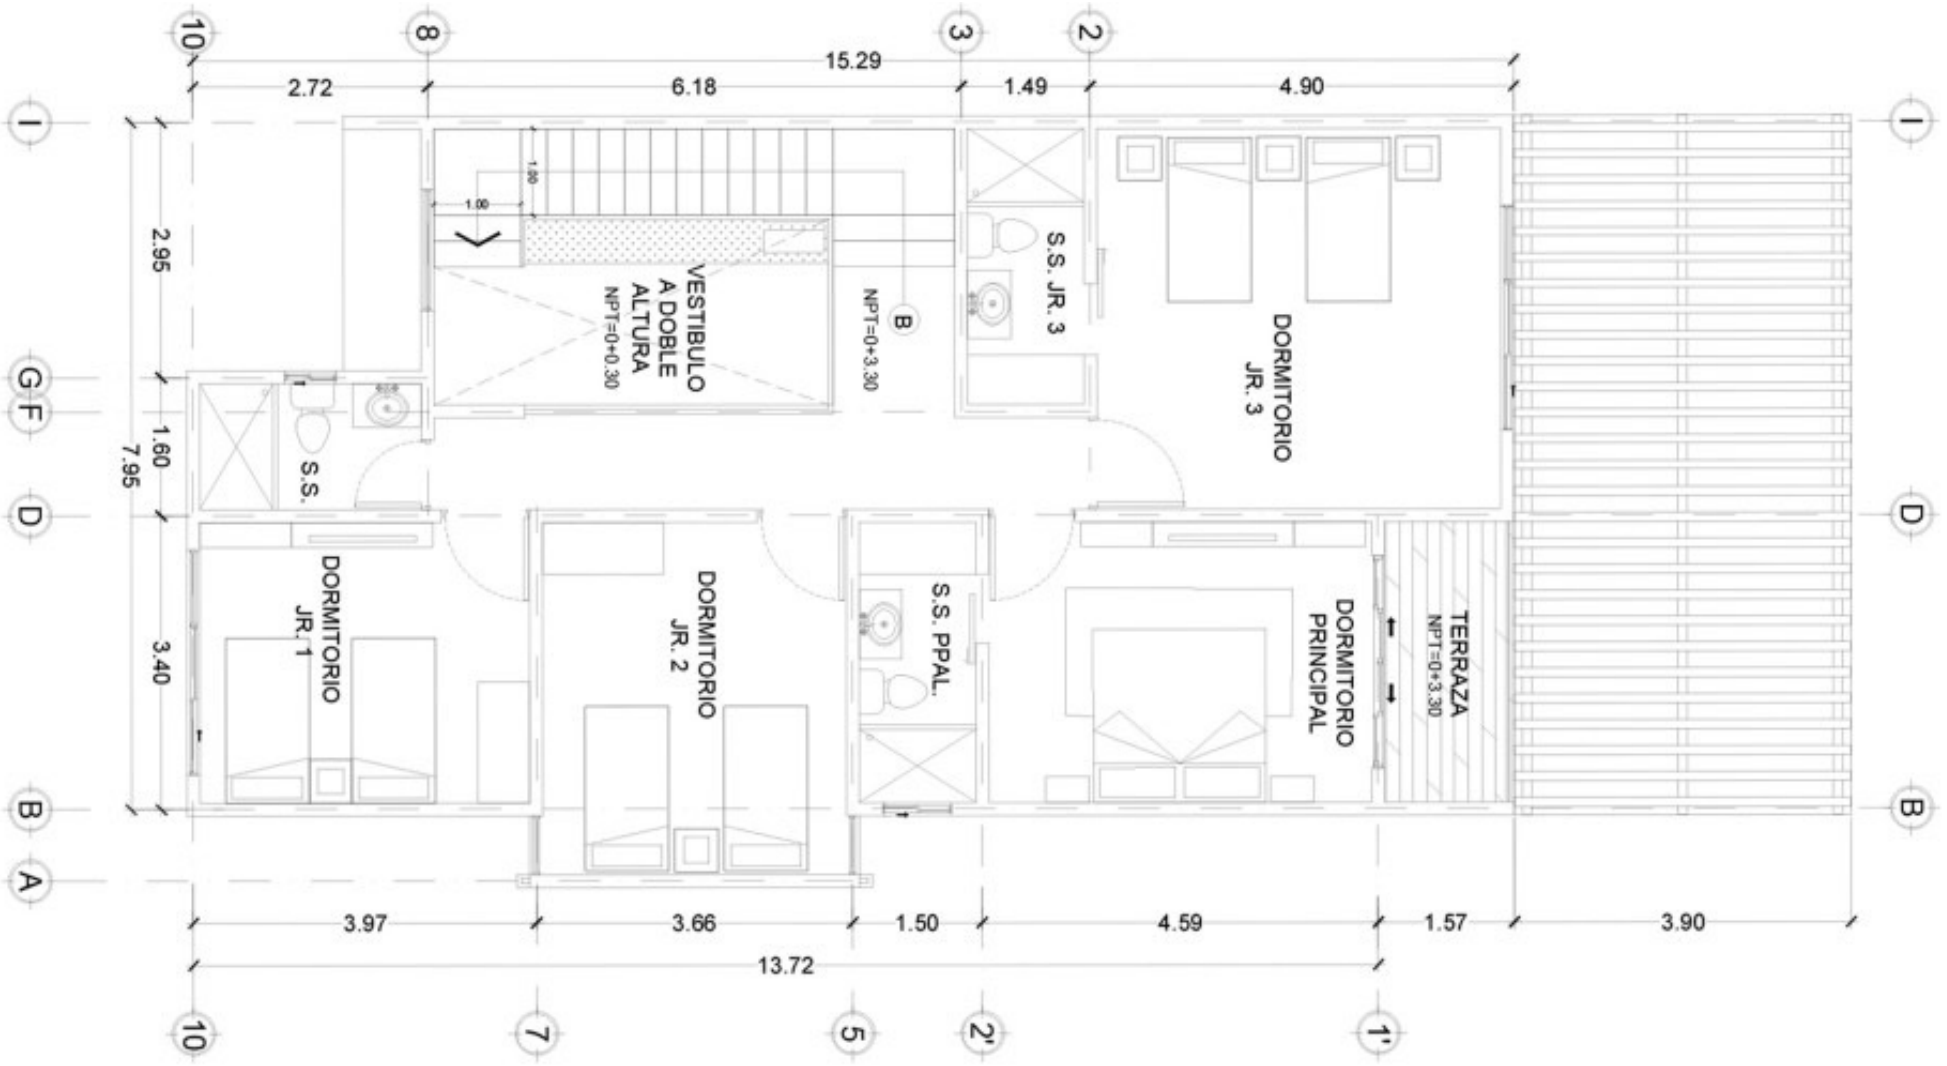 10
8
3
2
15.29
2.72
6.18
1.49
4.90
I
I
1.00
1.00
2.95
VESTIBULO
A DOBLE
ALTURA
NPT=0+0.30
NPT=0+3.30
B
S.S. JR. 3
DORMITORIO
JR. 3
G
F
1.60
7.95
S.S.
D
D
DORMITORIO
JR. 1
3.40
DORMITORIO
JR. 2
S.S. PPAL.
DORMITORIO
PRINCIPAL
TERRAZA
NPT=0+3.30
B
B
A
3.97
3.66
1.50
4.59
1.57
3.90
13.72
10
7
5
2'
1'